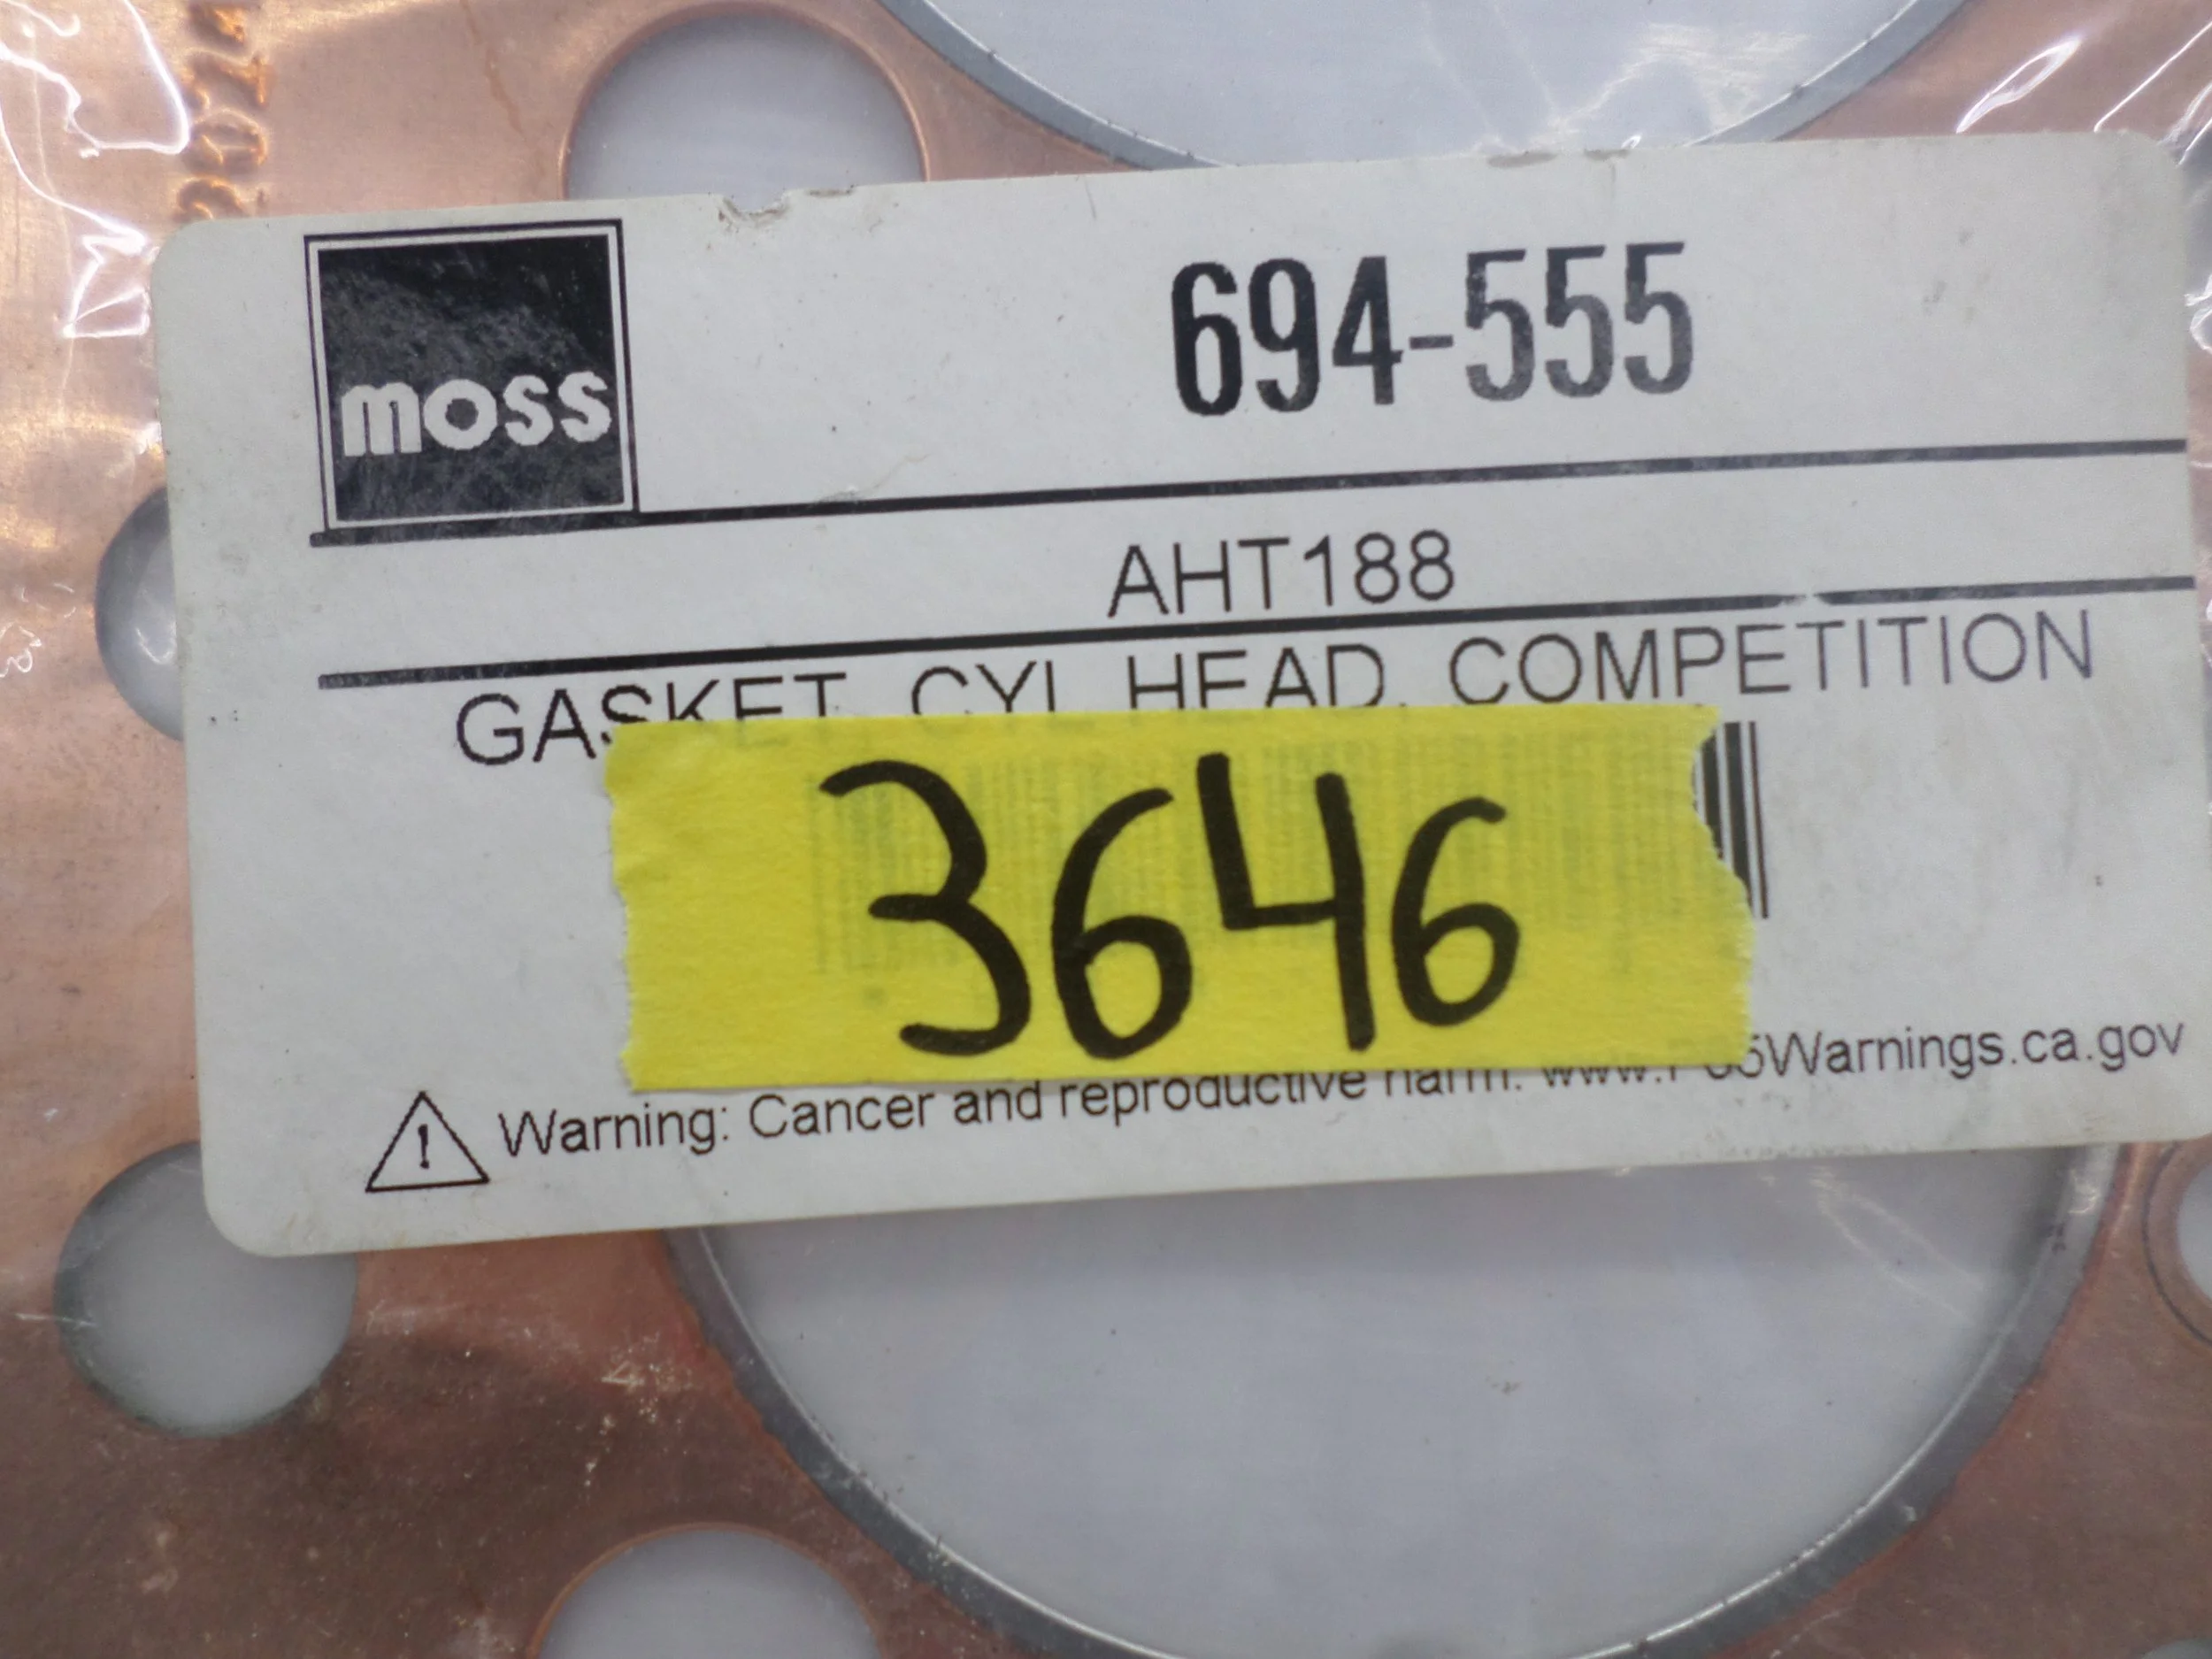 moss
694-555
AHT188
GASKET, CYL HEAD, COMPETITION
3646
Warning: Cancer and reproductive harm. www.P65Warnings.ca.gov